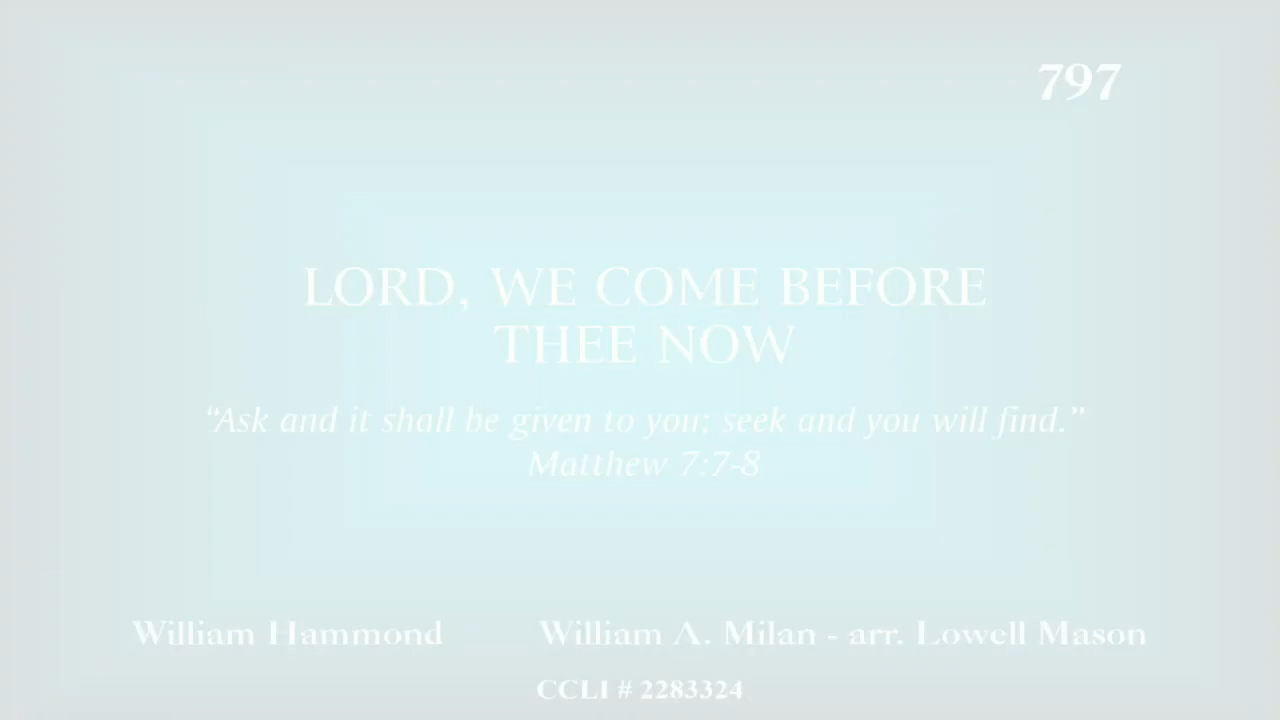 797
LORD, WE COME BEFORE
THEE NOW
“Ask and it shall be given to you; seek and you will find.”
Matthew 7:7-8
William Hammond William A. Milan - arr. Lowell Mason
CCLI # 2283324